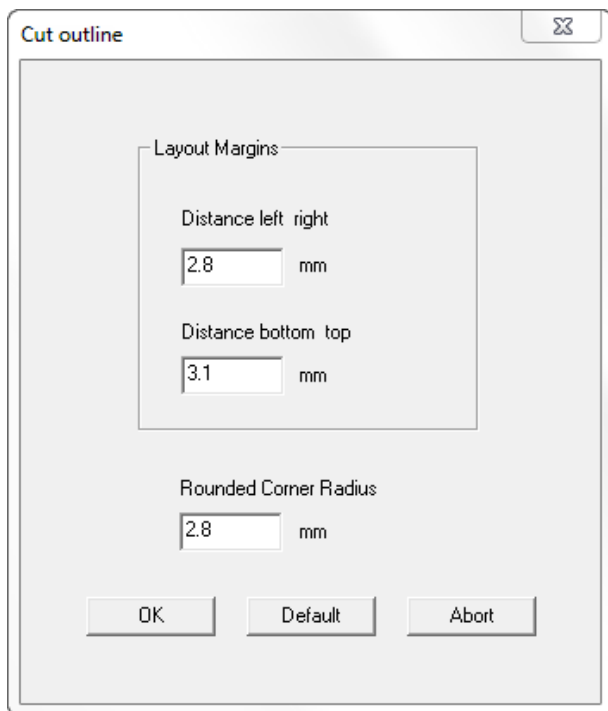 Cut outline
Layout Margins
Distance left  right
2.8 mm
Distance bottom  top
3.1 mm
Rounded Corner Radius
2.8 mm
OK Default Abort